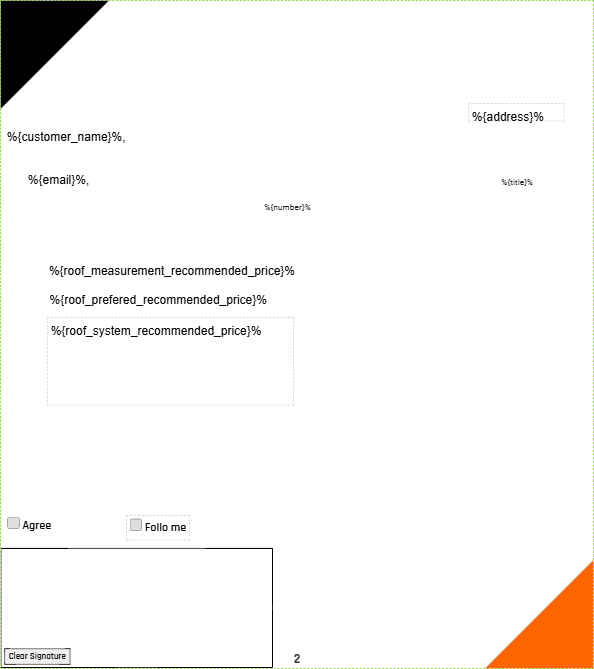 %{address}%
%{customer_name}%,
%{email}%,
%{title}%
%{number}%
%{roof_measurement_recommended_price}%
%{roof_prefered_recommended_price}%
%{roof_system_recommended_price}%
Agree
Follo me
Clear Signature
2